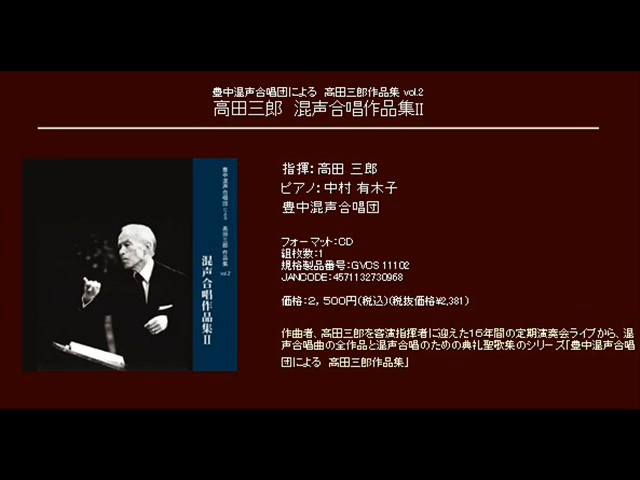 豊中混声合唱団による 高田三郎作品集 vol.2
高田三郎 混声合唱作品集II
指揮：高田 三郎
ピアノ：中村 有木子
豊中混声合唱団
フォーマット：CD
組枚数：1
規格製品番号：GVCS 11102
JANCODE：4571132730968
価格：2,500円(税込)(税抜価格¥2,381)
作曲者、高田三郎を客演指揮者に迎えた16年間の定期演奏会ライブから、混
声合唱曲の全作品と混声合唱のための典礼聖歌集のシリーズ「豊中混声合唱
団による 高田三郎作品集」
豊中混声合唱団による 高田三郎作品集 vol.2
混声合唱作品集II